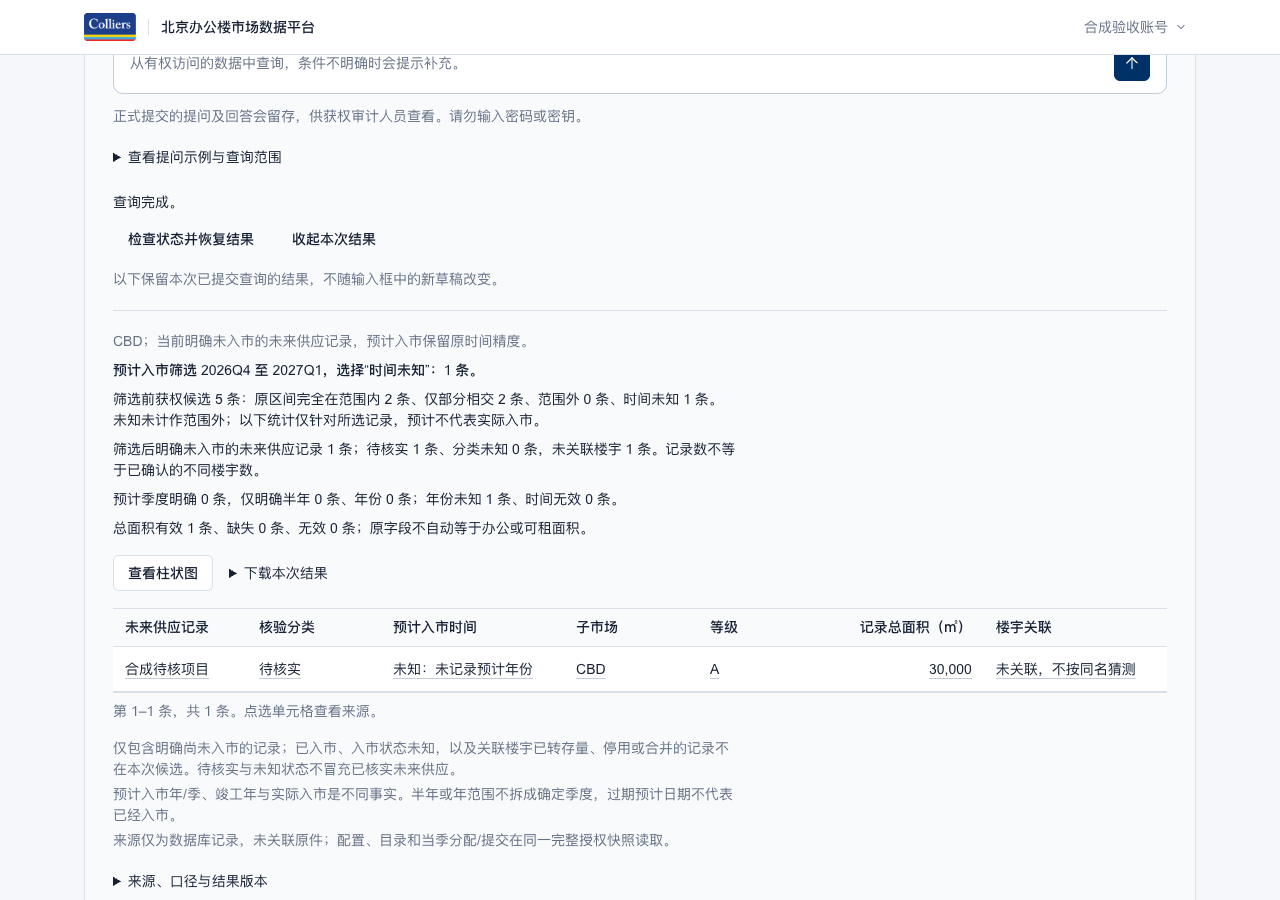 Colliers
北京办公楼市场数据平台
合成验收账号
从有权访问的数据中查询，条件不明确时会提示补充。
正式提交的提问及回答会留存，供获权审计人员查看。请勿输入密码或密钥。
查看提问示例与查询范围
查询完成。
检查状态并恢复结果 收起本次结果
以下保留本次已提交查询的结果，不随输入框中的新草稿改变。
CBD；当前明确未入市的未来供应记录，预计入市保留原时间精度。
预计入市筛选 2026Q4 至 2027Q1，选择“时间未知”：1 条。
筛选前获权候选 5 条：原区间完全在范围内 2 条、仅部分相交 2 条、范围外 0 条、时间未知 1 条。
未知未计作范围外；以下统计仅针对所选记录，预计不代表实际入市。
筛选后明确未入市的未来供应记录 1 条；待核实 1 条、分类未知 0 条，未关联楼宇 1 条。记录数不等
于已确认的不同楼宇数。
预计季度明确 0 条，仅明确半年 0 条、年份 0 条；年份未知 1 条、时间无效 0 条。
总面积有效 1 条、缺失 0 条、无效 0 条；原字段不自动等于办公或可租面积。
查看柱状图 下载本次结果
未来供应记录 核验分类 预计入市时间 子市场 等级 记录总面积（㎡） 楼宇关联
合成待核项目 待核实 未知：未记录预计年份 CBD A 30,000 未关联，不按同名猜测
第 1–1 条，共 1 条。点选单元格查看来源。
仅包含明确尚未入市的记录；已入市、入市状态未知，以及关联楼宇已转存量、停用或合并的记录不
在本次候选。待核实与未知状态不冒充已核实未来供应。
预计入市年/季、竣工年与实际入市是不同事实。半年或年范围不拆成确定季度，过期预计日期不代表
已经入市。
来源仅为数据库记录，未关联原件；配置、目录和当季分配/提交在同一完整授权快照读取。
来源、口径与结果版本